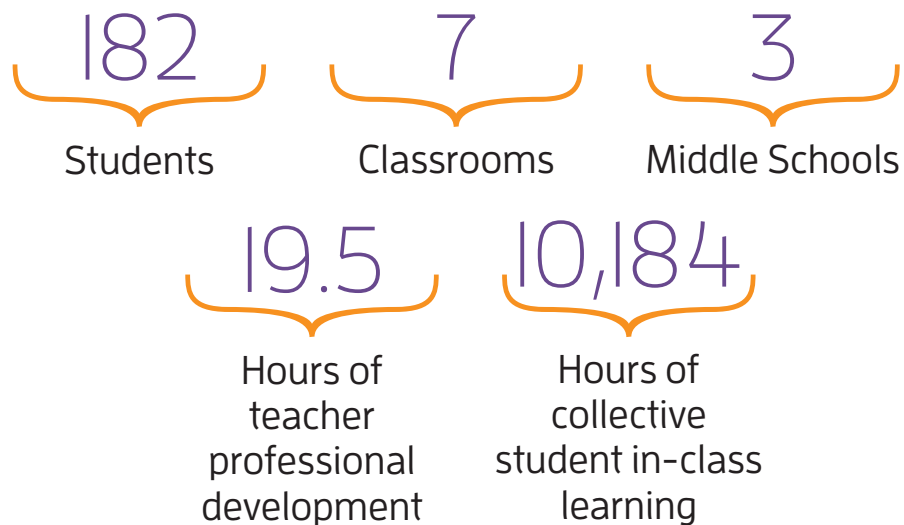 182
7
3
Students
Classrooms
Middle Schools
19.5
10,184
Hours of
teacher
professional
development
Hours of
collective
student in-class
learning